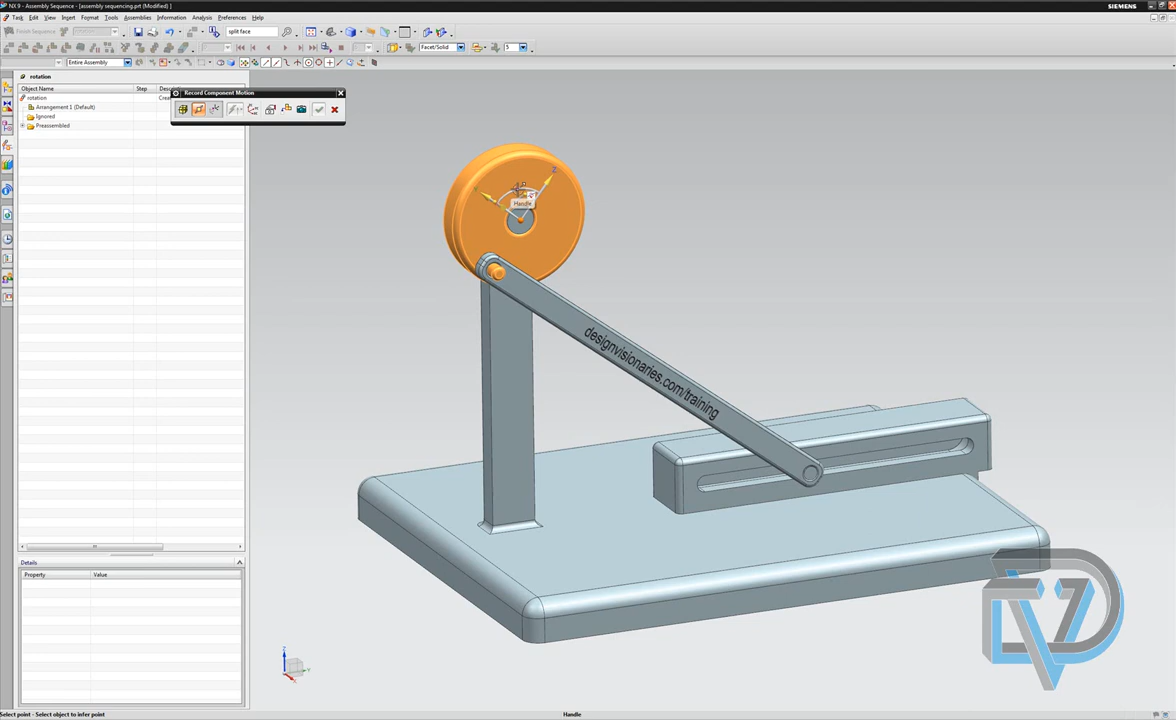 NX 9 - Assembly Sequence - [assembly sequencing.prt (Modified) ]
SIEMENS
Task Edit View Insert Format Tools Assemblies Information Analysis Preferences Help
Finish Sequence
split face
Facet/Solid
5
Entire Assembly
rotation
Object Name Step
rotation
Arrangement 1 (Default)
Ignored
Preassembled
Record Component Motion
Z
Handle
designvisionaries.com/training
Details
Property Value
Z
Y
Select point - Select object to infer point
Handle